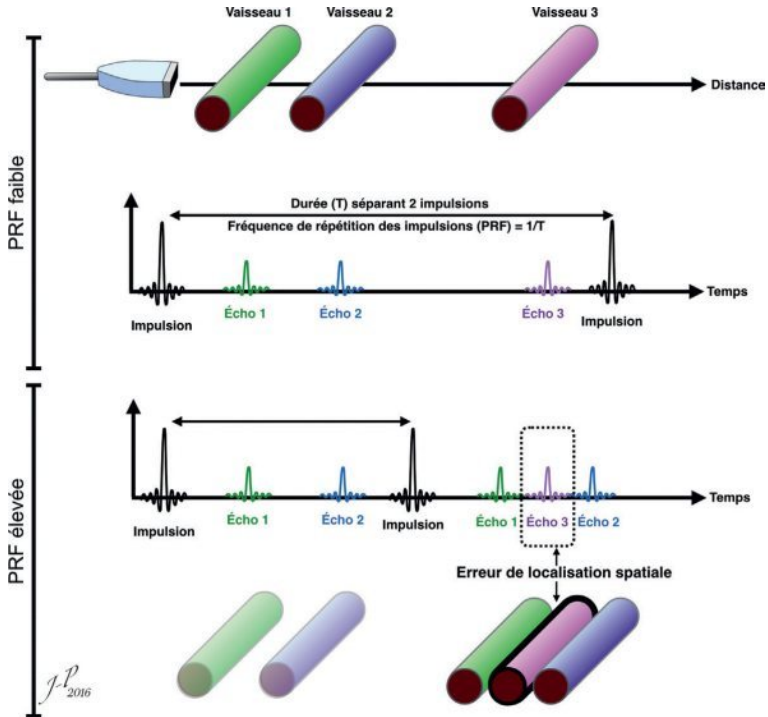 Vaisseau 1 Vaisseau 2 Vaisseau 3
Distance
PRF faible
Durée (T) séparant 2 impulsions
Fréquence de répétition des impulsions (PRF) = 1/T
Temps
Impulsion Écho 1 Écho 2 Écho 3 Impulsion
PRF élevée
Temps
Impulsion Écho 1 Écho 2 Impulsion Écho 1 Écho 3 Écho 2
Erreur de localisation spatiale
J-P
2016